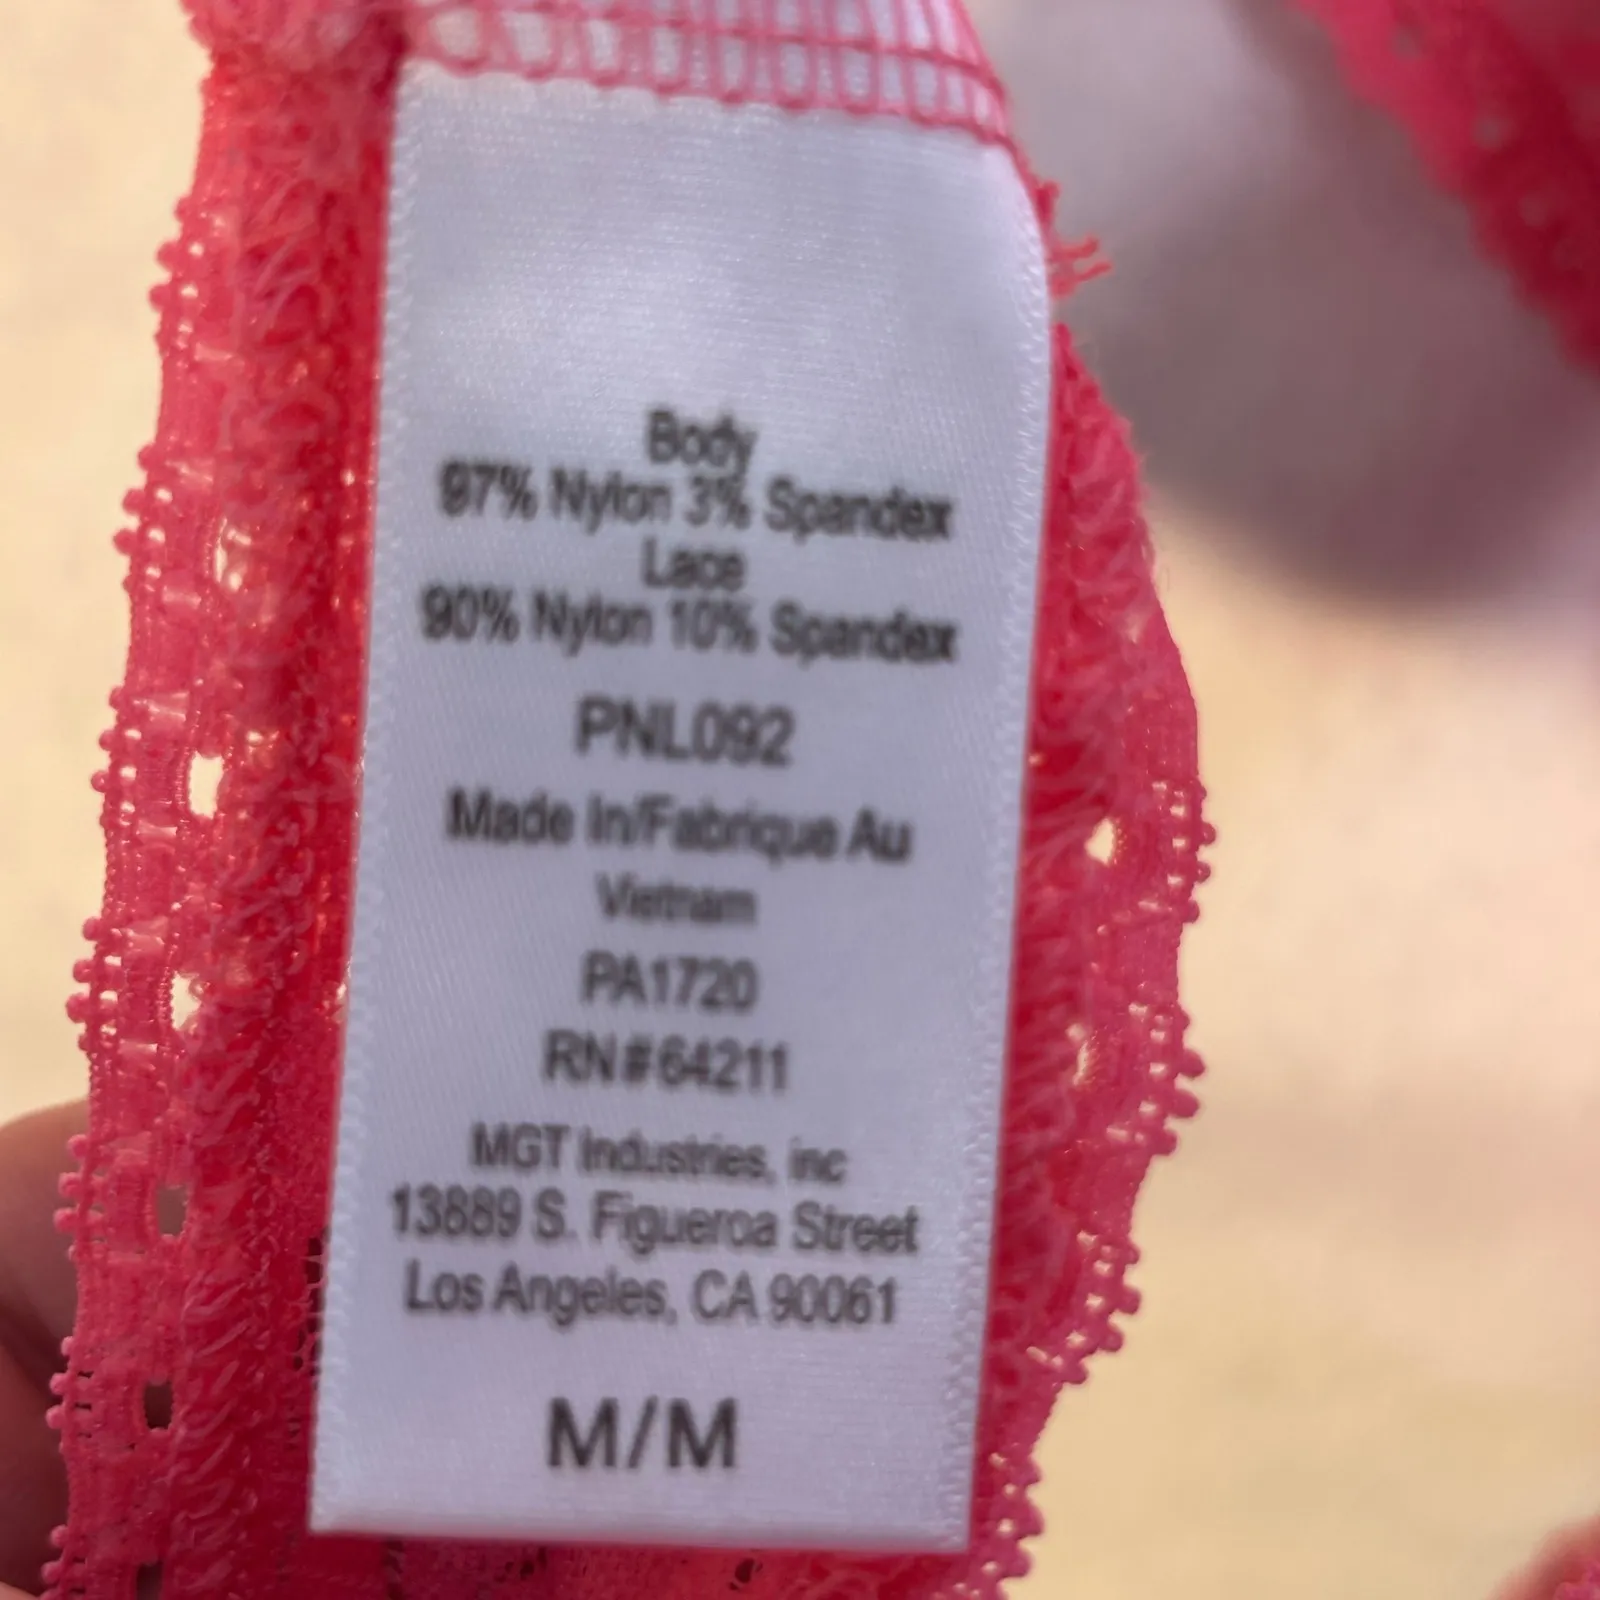 Body
97% Nylon 3% Spandex
Lace
90% Nylon 10% Spandex
PNL092
Made In/Fabrique Au
Vietnam
PA1720
RN#64211
MGT Industries, inc
13889 S. Figueroa Street
Los Angeles, CA 90061
M/M